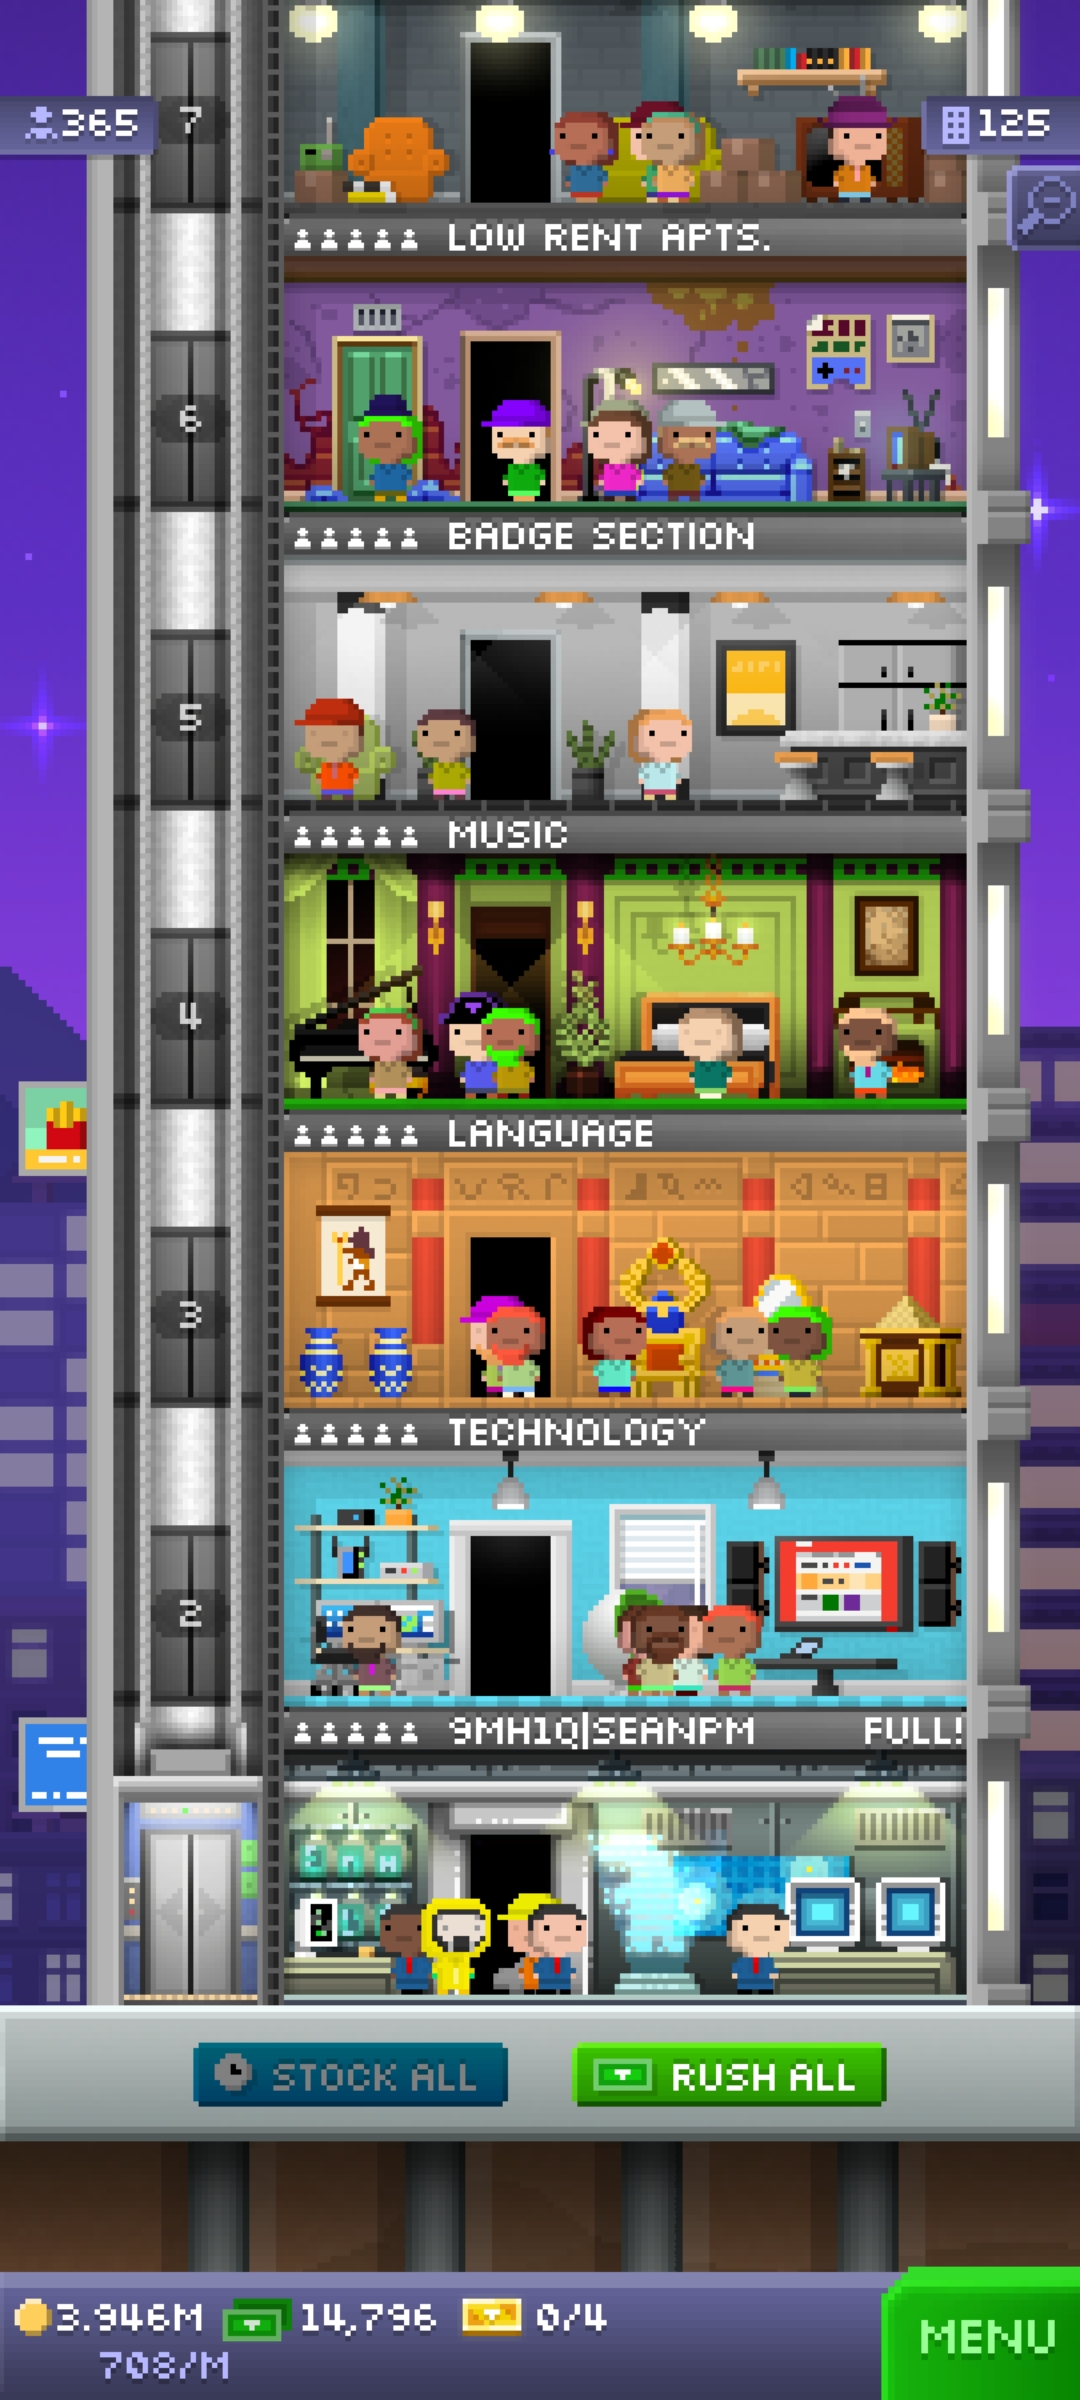 365
7
125
LOW RENT APTS.
6
BADGE SECTION
5
MUSIC
4
LANGUAGE
3
TECHNOLOGY
2
9MH1Q|SEANPM FULL!
STOCK ALL
RUSH ALL
3.946M 14,796 0/4
708/M
MENU